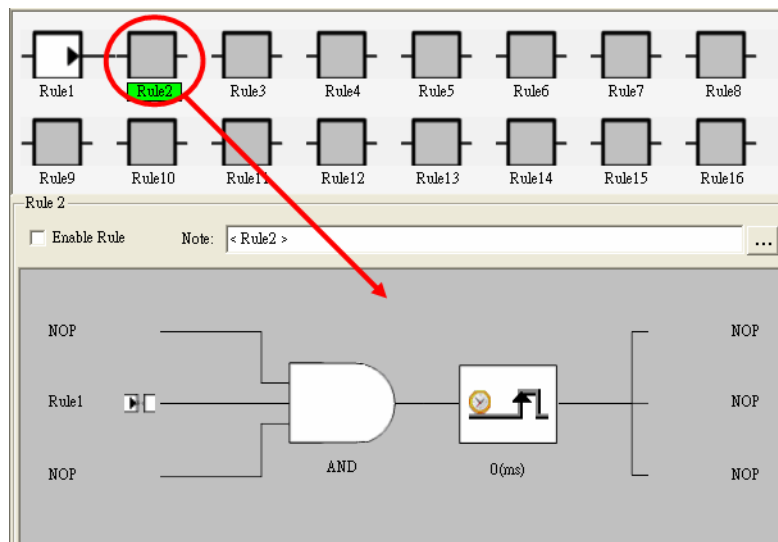 Rule1 Rule2 Rule3 Rule4 Rule5 Rule6 Rule7 Rule8
Rule9 Rule10 Rule11 Rule12 Rule13 Rule14 Rule15 Rule16
Rule 2
Enable Rule Note: < Rule2 > ...
NOP NOP
Rule1 NOP
AND 0(ms)
NOP NOP